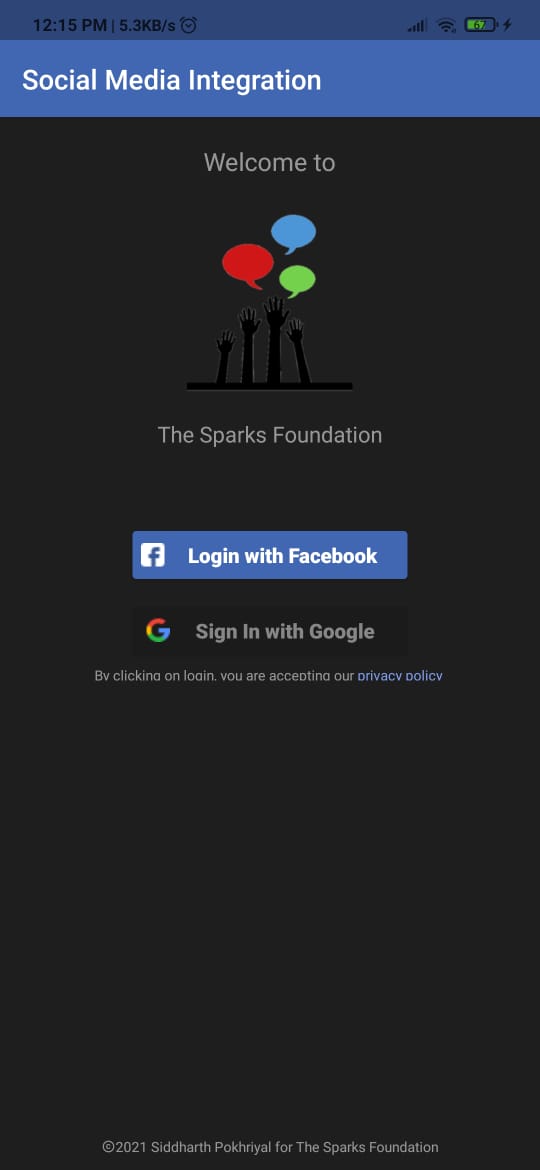 12:15 PM | 5.3KB/s
67
Social Media Integration
Welcome to
The Sparks Foundation
Login with Facebook
Sign In with Google
By clicking on login, you are accepting our privacy policy
©2021 Siddharth Pokhriyal for The Sparks Foundation